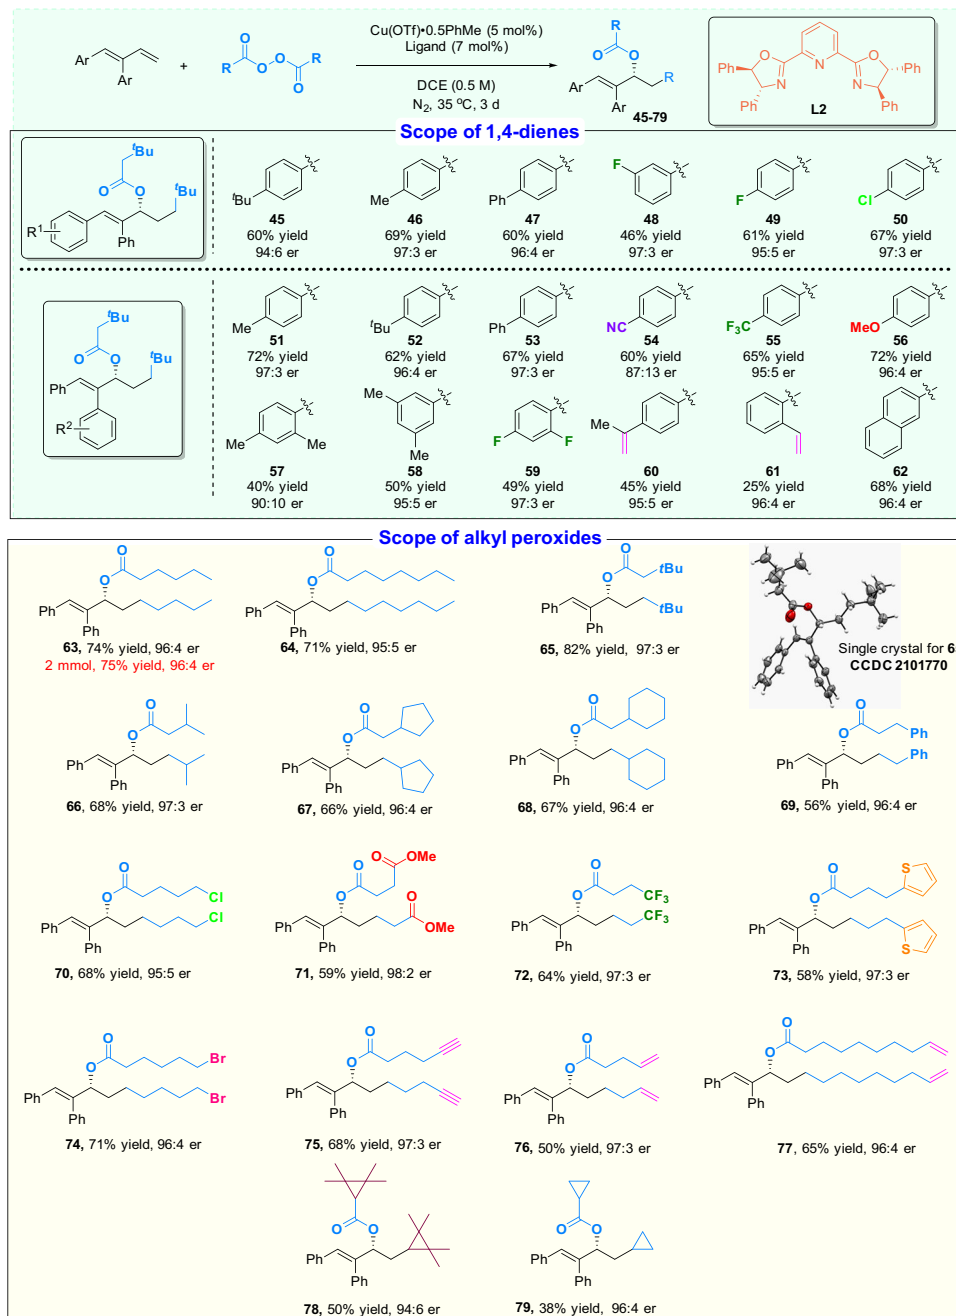 Cu(OTf)•0.5PhMe (5 mol%)
Ligand (7 mol%)
DCE (0.5 M)
N2, 35 °C, 3 d
Ar
Ar
+
R
O
O
O
O
R
R
O
O
Ar
R
Ar
45-79
Ph
O
N
O
Ph
N
N
Ph
Ph
L2
Scope of 1,4-dienes
tBu
O
O
tBu
R1
Ph
tBu
45
60% yield
94:6 er
Me
46
69% yield
97:3 er
Ph
47
60% yield
96:4 er
F
48
46% yield
97:3 er
F
49
61% yield
95:5 er
Cl
50
67% yield
97:3 er
tBu
O
O
tBu
Ph
R2
Me
51
72% yield
97:3 er
tBu
52
62% yield
96:4 er
Ph
53
67% yield
97:3 er
NC
54
60% yield
87:13 er
F3C
55
65% yield
95:5 er
MeO
56
72% yield
96:4 er
Me
Me
57
40% yield
90:10 er
Me
Me
58
50% yield
95:5 er
F
F
59
49% yield
97:3 er
Me
60
45% yield
95:5 er
61
25% yield
96:4 er
62
68% yield
96:4 er
Scope of alkyl peroxides
O
O
Ph
Ph
63, 74% yield, 96:4 er
2 mmol, 75% yield, 96:4 er
O
O
Ph
Ph
64, 71% yield, 95:5 er
O
tBu
O
tBu
Ph
Ph
65, 82% yield, 97:3 er
Single crystal for 6
CCDC 2101770
O
O
Ph
Ph
66, 68% yield, 97:3 er
O
O
Ph
Ph
67, 66% yield, 96:4 er
O
O
Ph
Ph
68, 67% yield, 96:4 er
O
Ph
O
Ph
Ph
Ph
69, 56% yield, 96:4 er
O
Cl
O
Cl
Ph
Ph
70, 68% yield, 95:5 er
O
OMe
O
O
O
OMe
Ph
Ph
71, 59% yield, 98:2 er
O
CF3
O
CF3
Ph
Ph
72, 64% yield, 97:3 er
O
S
O
S
Ph
Ph
73, 58% yield, 97:3 er
O
Br
O
Br
Ph
Ph
74, 71% yield, 96:4 er
O
O
Ph
Ph
75, 68% yield, 97:3 er
O
O
Ph
Ph
76, 50% yield, 97:3 er
O
O
Ph
Ph
77, 65% yield, 96:4 er
O
O
Ph
Ph
78, 50% yield, 94:6 er
O
O
Ph
Ph
79, 38% yield, 96:4 er